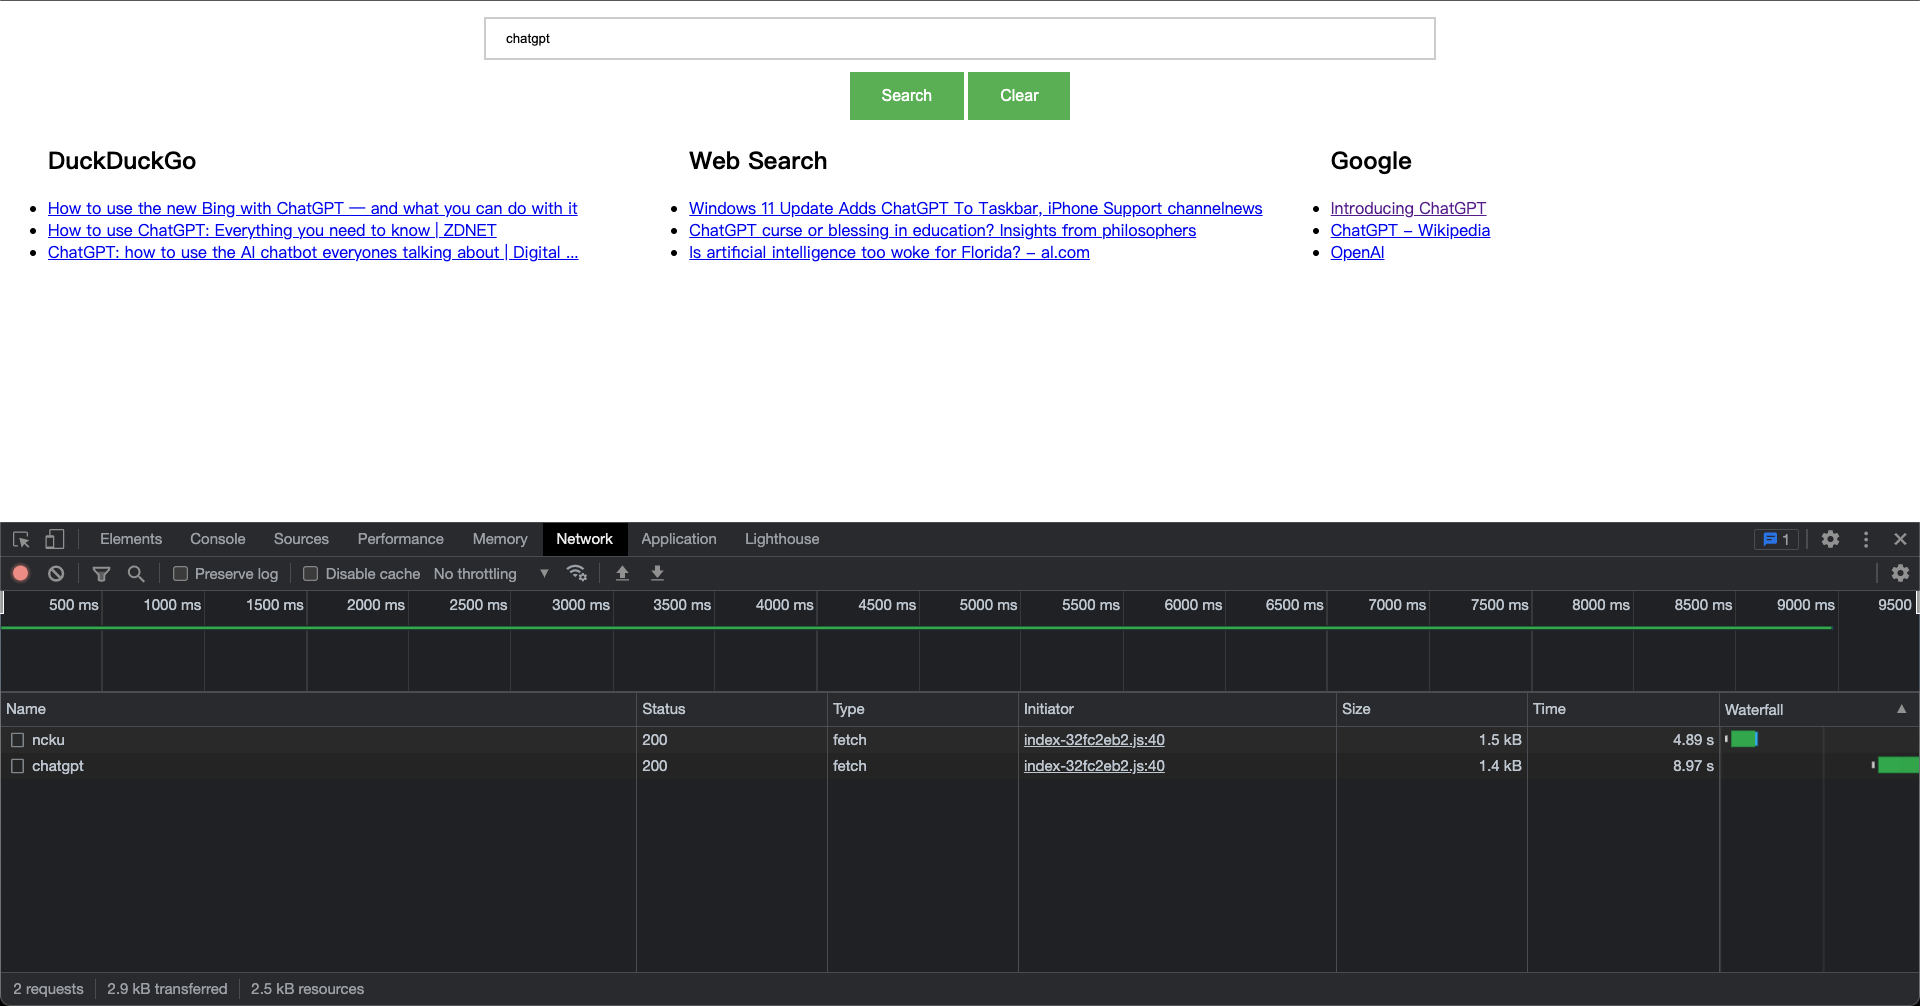 chatgpt
Search Clear
DuckDuckGo
How to use the new Bing with ChatGPT — and what you can do with it
How to use ChatGPT: Everything you need to know | ZDNET
ChatGPT: how to use the AI chatbot everyones talking about | Digital ...
Web Search
Windows 11 Update Adds ChatGPT To Taskbar, iPhone Support channelnews
ChatGPT curse or blessing in education? Insights from philosophers
Is artificial intelligence too woke for Florida? - al.com
Google
Introducing ChatGPT
ChatGPT - Wikipedia
OpenAI
Elements Console Sources Performance Memory Network Application Lighthouse 1
Preserve log Disable cache No throttling
500 ms 1000 ms 1500 ms 2000 ms 2500 ms 3000 ms 3500 ms 4000 ms 4500 ms 5000 ms 5500 ms 6000 ms 6500 ms 7000 ms 7500 ms 8000 ms 8500 ms 9000 ms 9500
Name Status Type Initiator Size Time Waterfall
ncku 200 fetch index-32fc2eb2.js:40 1.5 kB 4.89 s
chatgpt 200 fetch index-32fc2eb2.js:40 1.4 kB 8.97 s
2 requests 2.9 kB transferred 2.5 kB resources